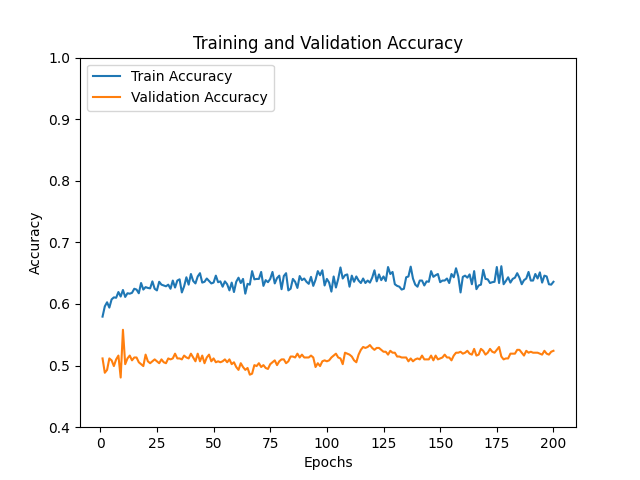 Training and Validation Accuracy
1.0
0.9
0.8
0.7
0.6
0.5
0.4
Accuracy
Train Accuracy
Validation Accuracy
0 25 50 75 100 125 150 175 200
Epochs